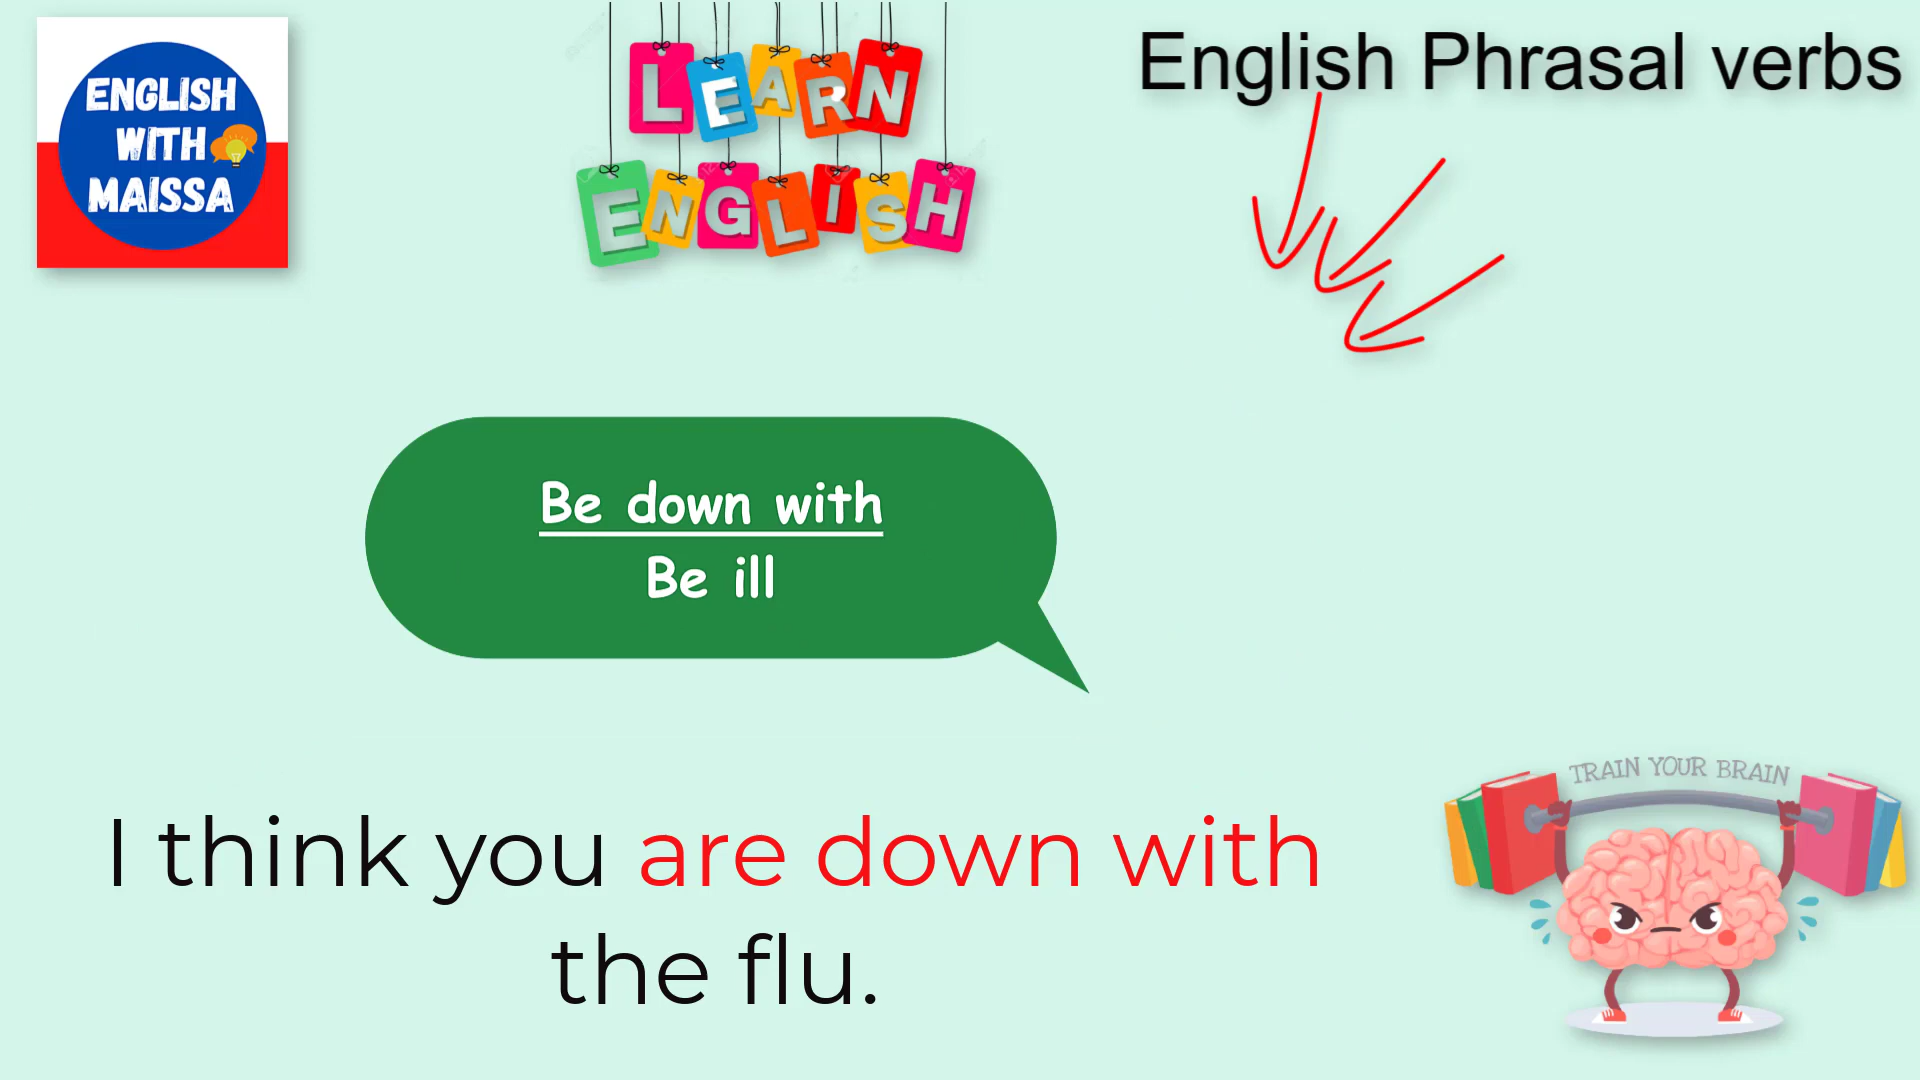 ENGLISH
WITH
MAISSA
LEARN
ENGLISH
English Phrasal verbs
Be down with
Be ill
I think you are down with
the flu.
TRAIN YOUR BRAIN